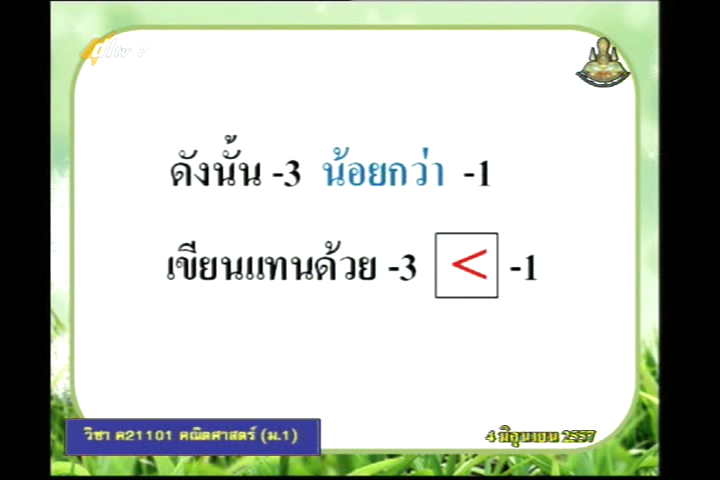 dltv 7
ดังนั้น -3 น้อยกว่า -1
เขียนแทนด้วย -3 < -1
วิชา ค21101 คณิตศาสตร์ (ม.1)
4 มิถุนายน 2557